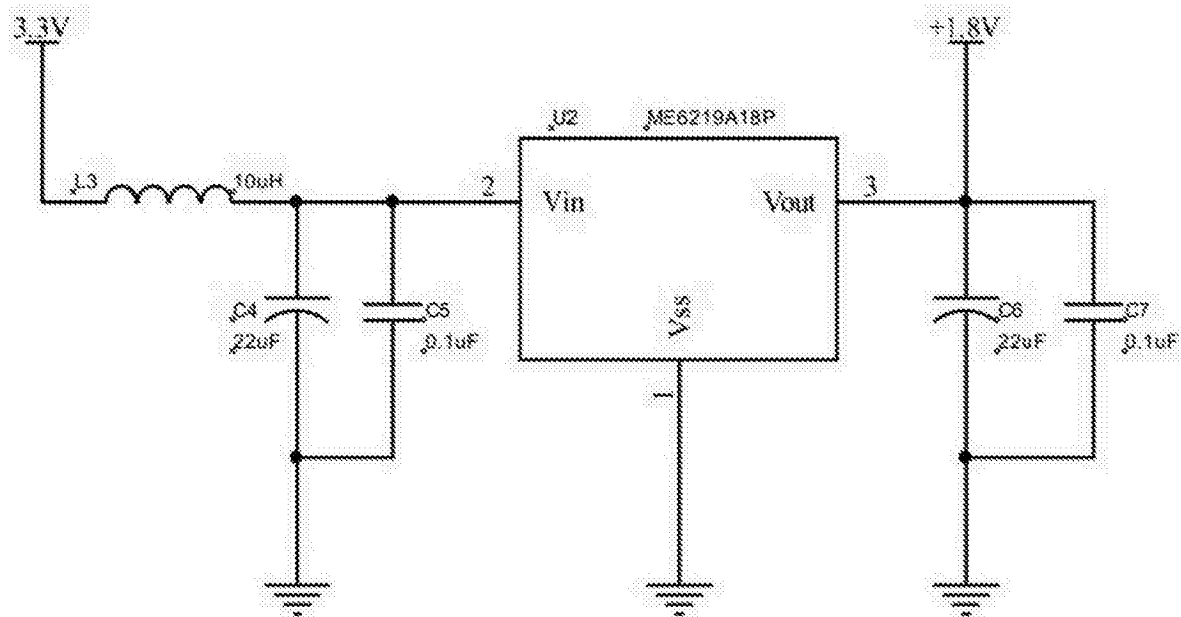 3.3V
+1.8V
U2
ME6219A18P
L3
10uH
2
Vin
Vout
3
C4
22uF
C5
0.1uF
Vss
1
C6
22uF
C7
0.1uF